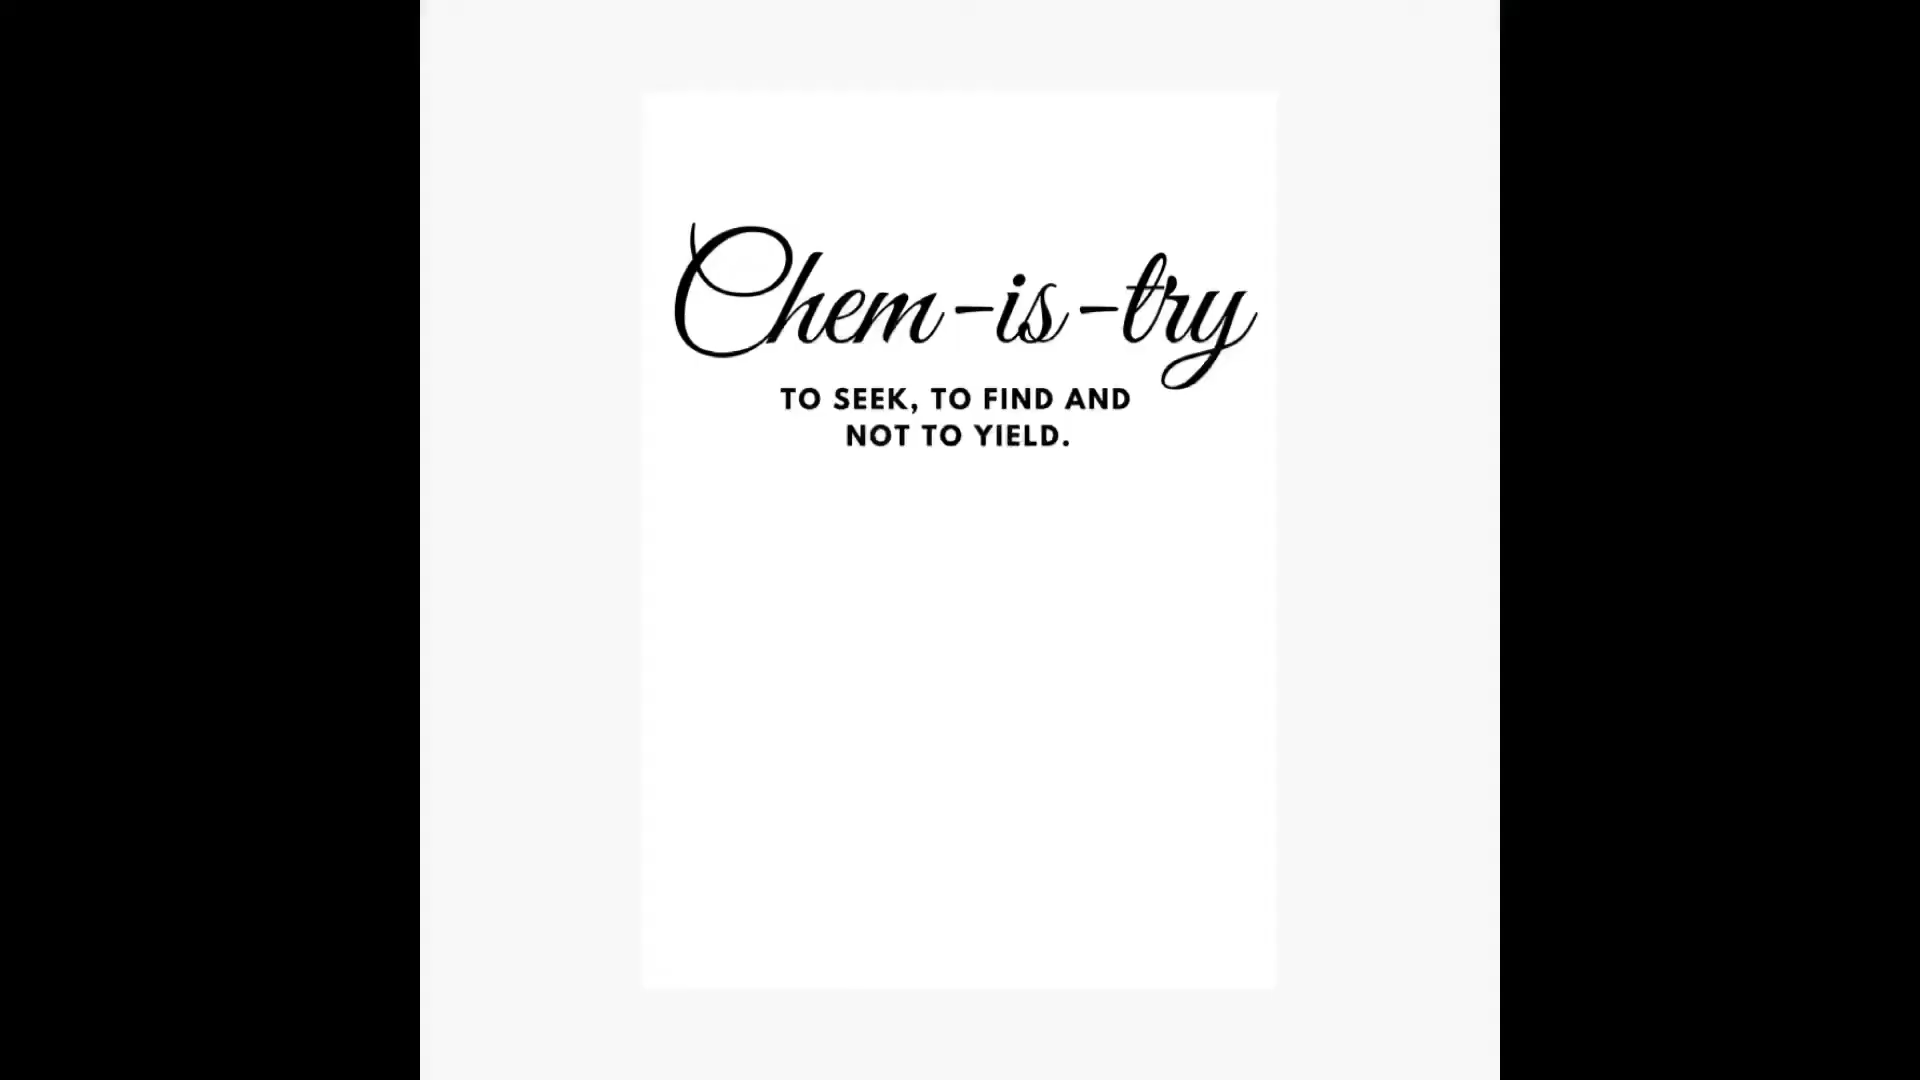 Chem-is-try
TO SEEK, TO FIND AND
NOT TO YIELD.